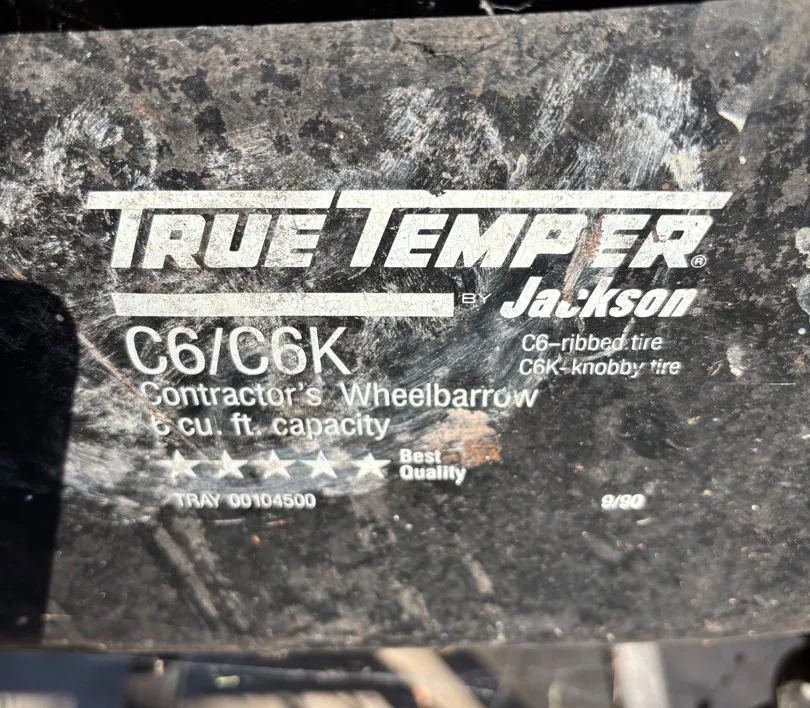 TRUE TEMPER®
BY Jackson®
C6/C6K
C6-ribbed tire
C6K-knobby tire
Contractor's Wheelbarrow
6 cu. ft. capacity
★★★★★ Best
Quality
TRAY 00104500
9/90